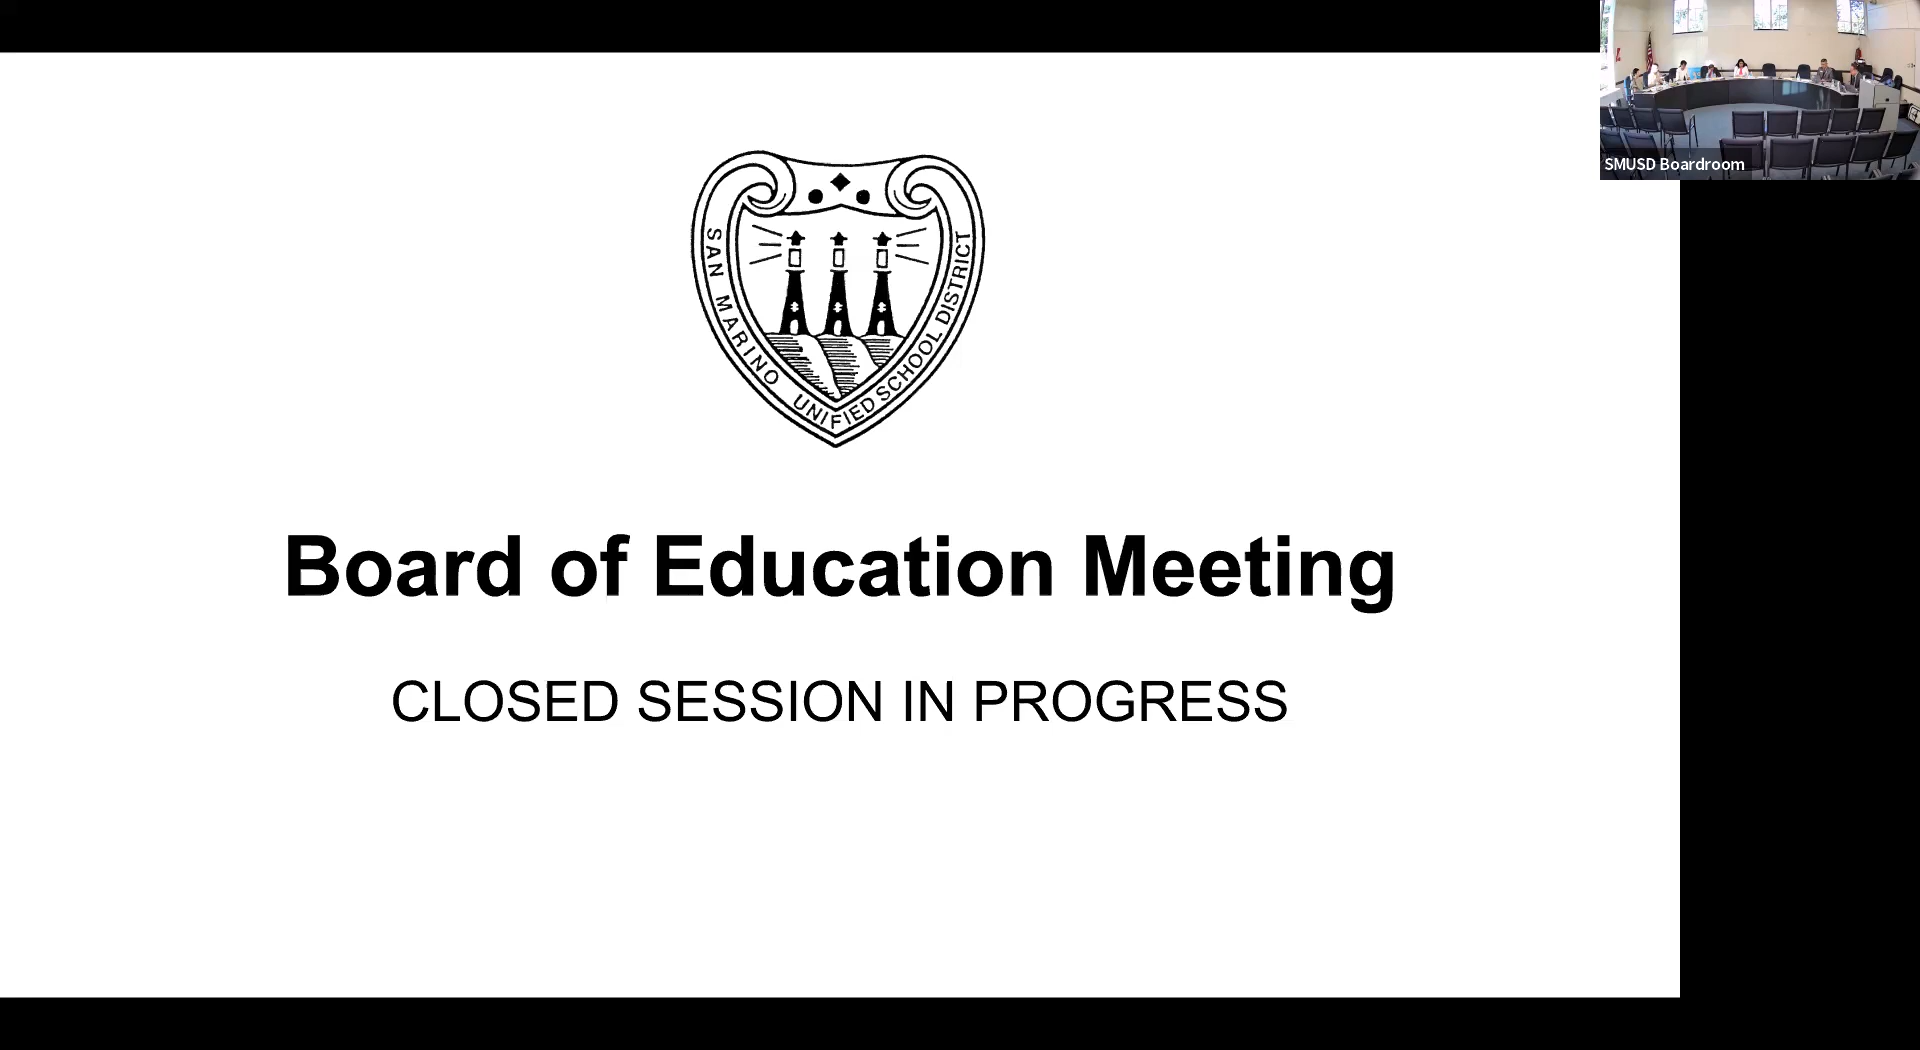 SMUSD Boardroom
SAN MARINO UNIFIED SCHOOL DISTRICT
Board of Education Meeting
CLOSED SESSION IN PROGRESS